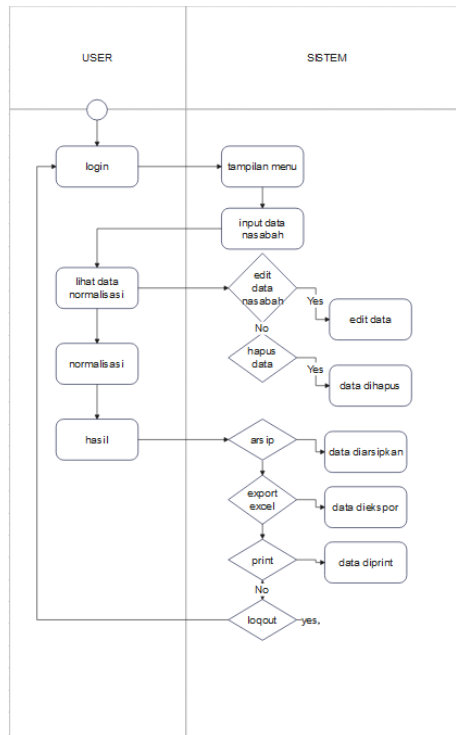 USER
SISTEM
login
tampilan menu
input data
nasabah
lihat data
normalisasi
edit
data
nasabah
Yes
edit data
No
normalisasi
hapus
data
Yes
data dihapus
hasil
arsip
data diarsipkan
export
excel
data diekspor
print
data diprint
No
logout
yes,